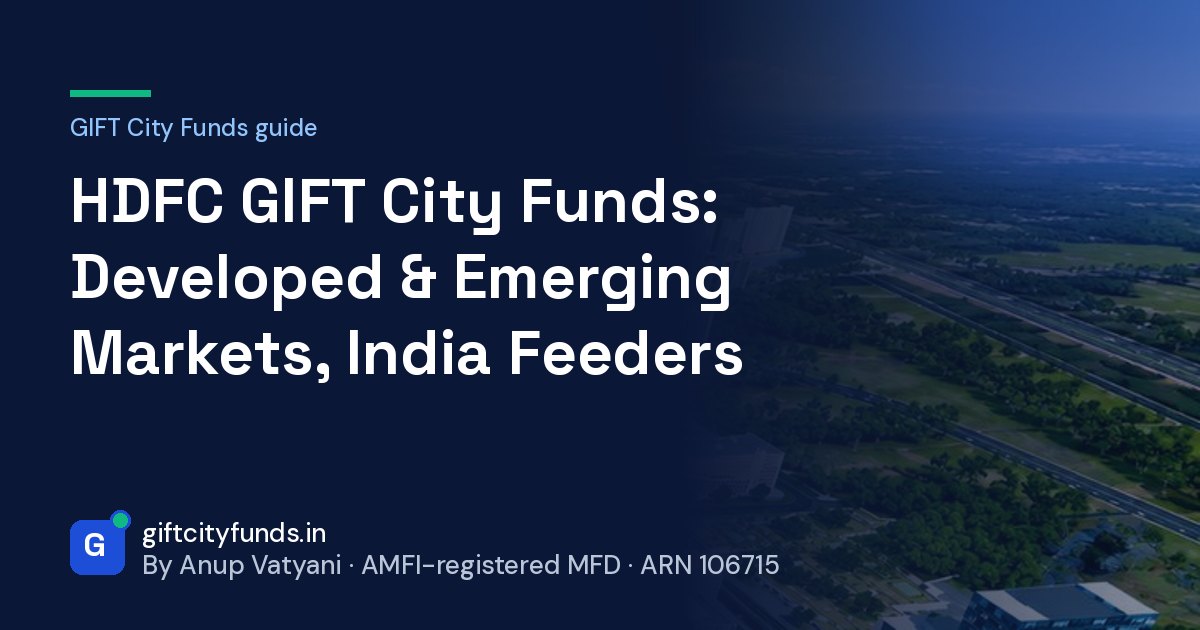 GIFT City Funds guide
HDFC GIFT City Funds:
Developed & Emerging
Markets, India Feeders
G
giftcityfunds.in
By Anup Vatyani · AMFI-registered MFD · ARN 106715